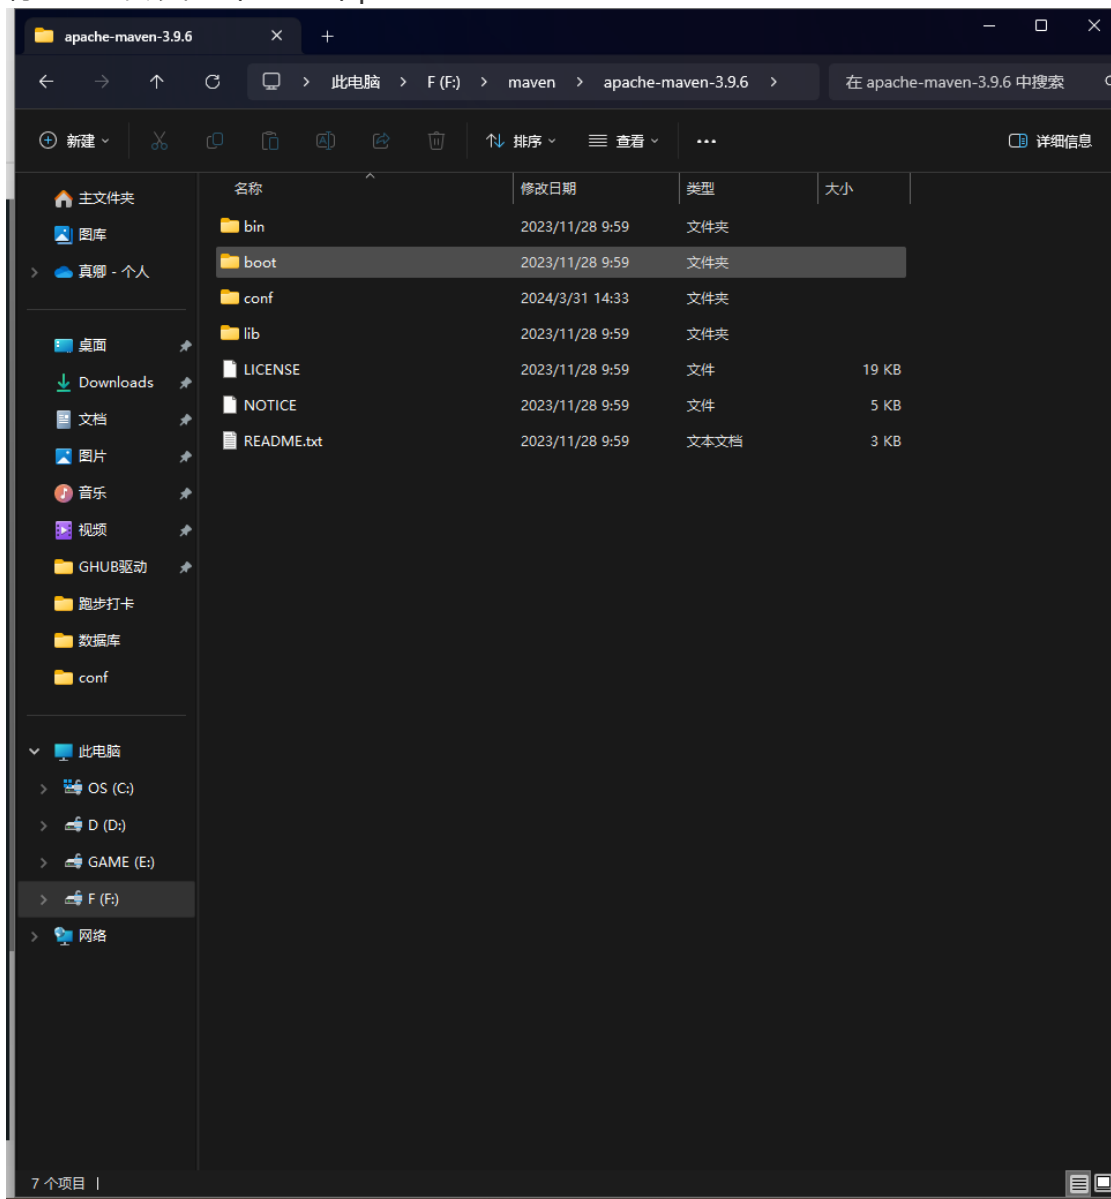 apache-maven-3.9.6
此电脑 > F (F:) > maven > apache-maven-3.9.6 >
在 apache-maven-3.9.6 中搜索
新建
排序
查看
详细信息
主文件夹
图库
真卿 - 个人
桌面
Downloads
文档
图片
音乐
视频
GHUB驱动
跑步打卡
数据库
conf
此电脑
OS (C:)
D (D:)
GAME (E:)
F (F:)
网络
名称 修改日期 类型 大小
bin 2023/11/28 9:59 文件夹
boot 2023/11/28 9:59 文件夹
conf 2024/3/31 14:33 文件夹
lib 2023/11/28 9:59 文件夹
LICENSE 2023/11/28 9:59 文件 19 KB
NOTICE 2023/11/28 9:59 文件 5 KB
README.txt 2023/11/28 9:59 文本文档 3 KB
7 个项目